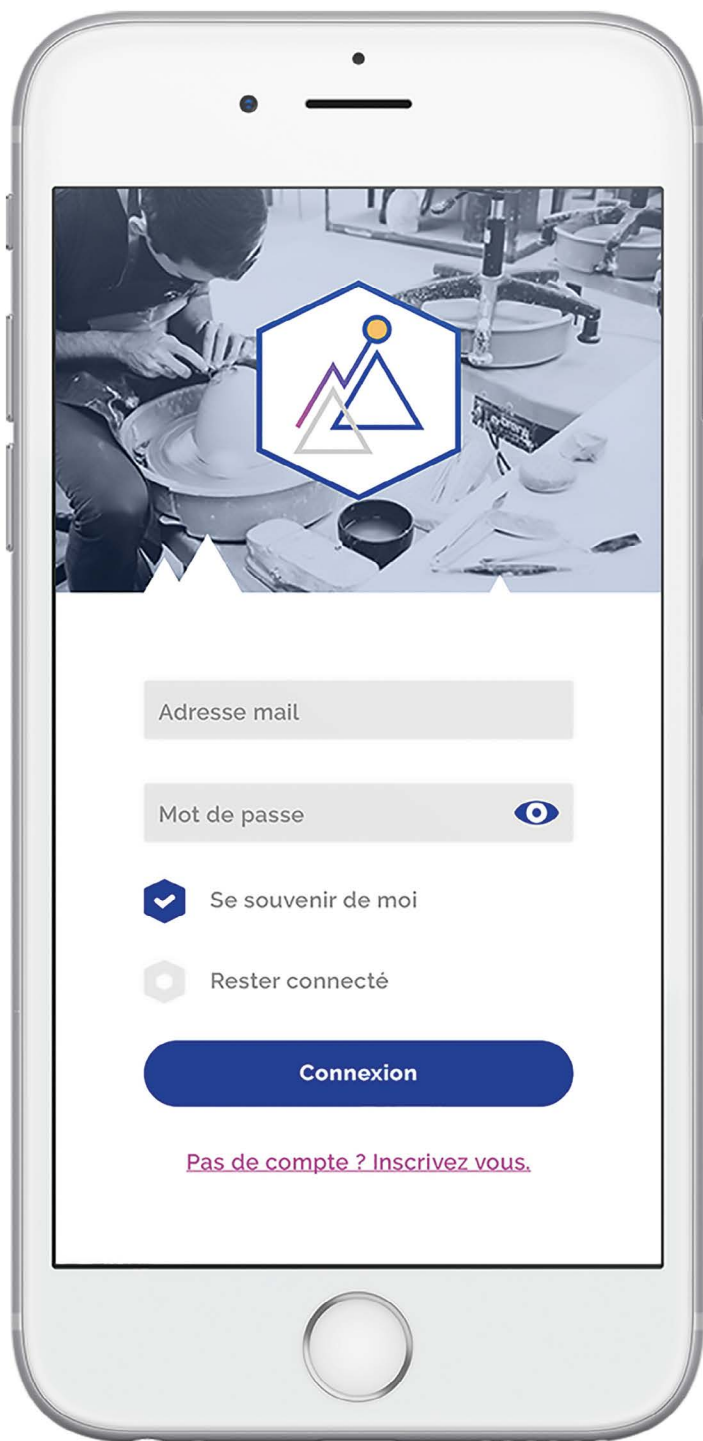 Adresse mail
Mot de passe
Se souvenir de moi
Rester connecté
Connexion
Pas de compte ? Inscrivez vous.